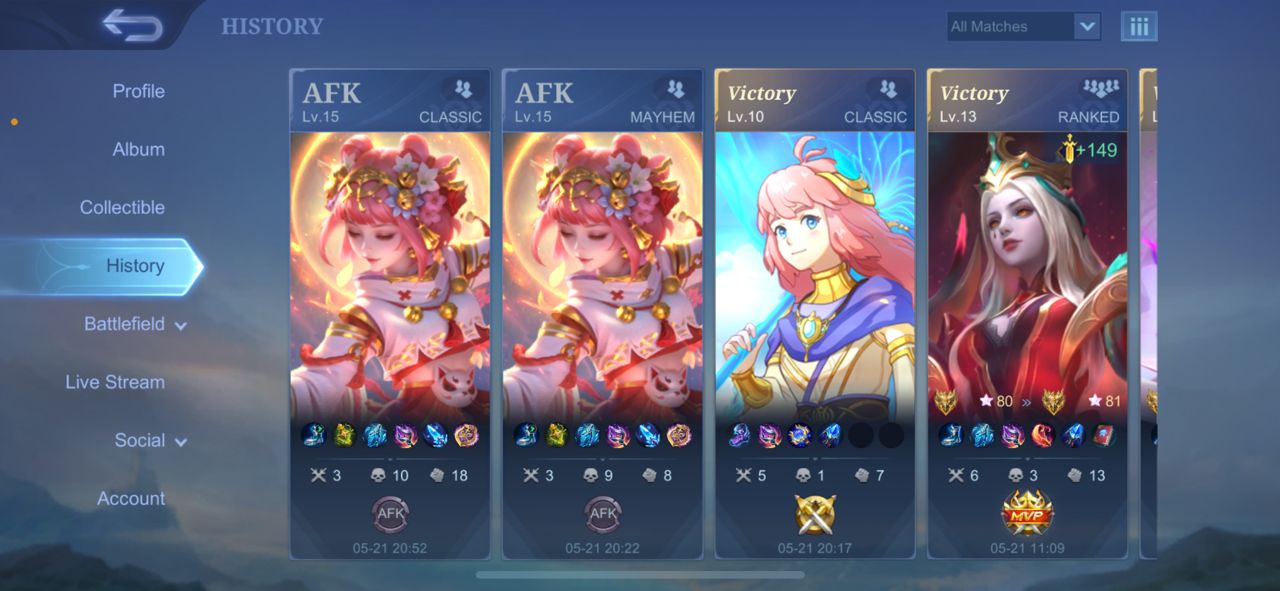 HISTORY
All Matches
Profile
Album
Collectible
History
Battlefield
Live Stream
Social
Account
AFK
Lv.15 CLASSIC
3 10 18
AFK
05-21 20:52
AFK
Lv.15 MAYHEM
3 9 8
AFK
05-21 20:22
Victory
Lv.10 CLASSIC
5 1 7
05-21 20:17
Victory
Lv.13 RANKED
+149
80 » 81
6 3 13
MVP
05-21 11:09